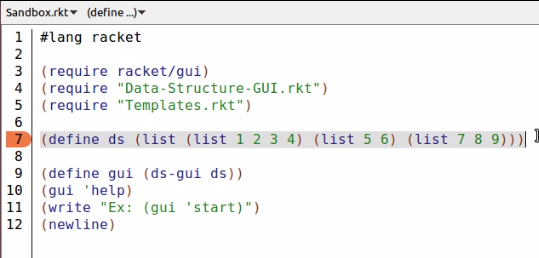 Sandbox.rkt▾ (define ...)▾
1 #lang racket
2
3 (require racket/gui)
4 (require "Data-Structure-GUI.rkt")
5 (require "Templates.rkt")
6
7 (define ds (list (list 1 2 3 4) (list 5 6) (list 7 8 9)))
8
9 (define gui (ds-gui ds))
10 (gui 'help)
11 (write "Ex: (gui 'start)")
12 (newline)